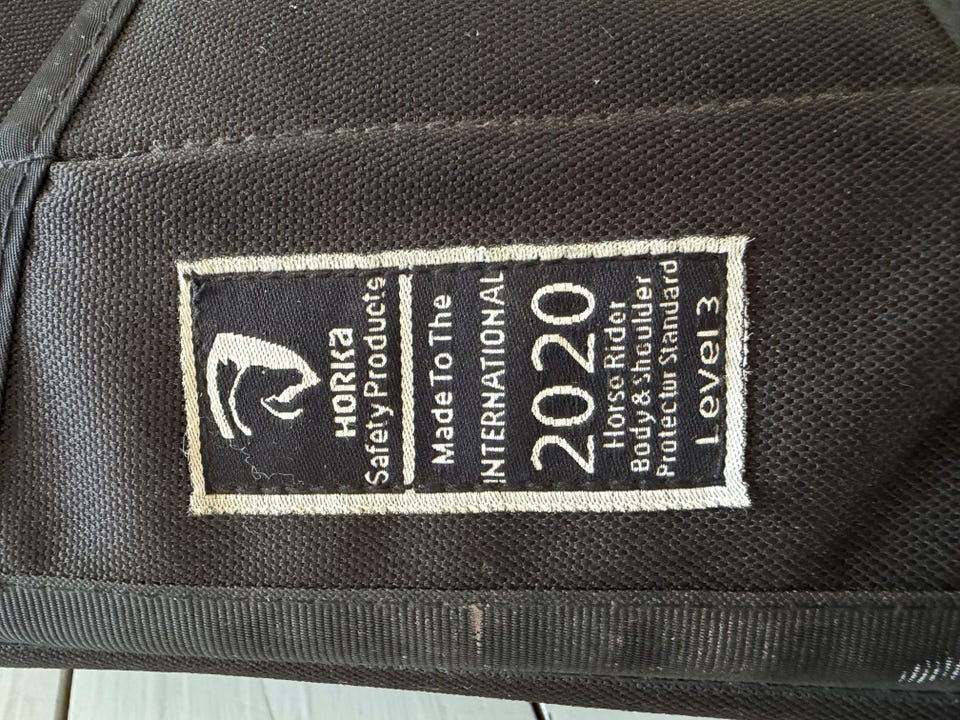 HORKA
Safety Products
Made To The
INTERNATIONAL
2020
Horse Rider
Body & Shoulder
Protector Standard
Level 3